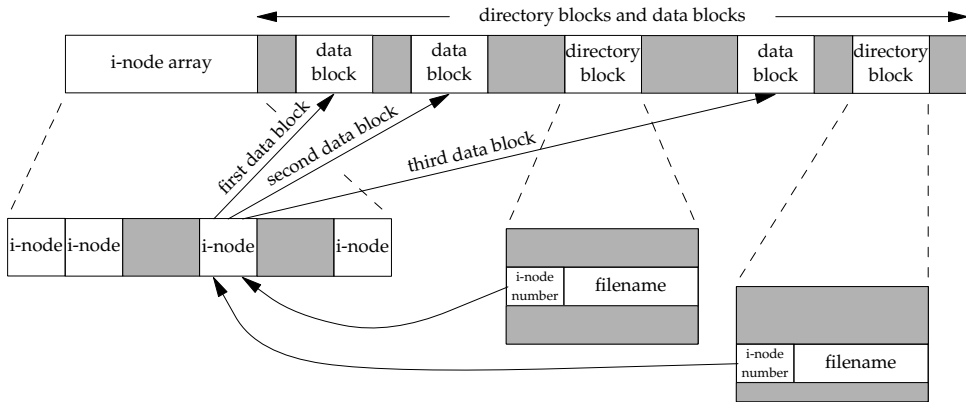 directory blocks and data blocks
i-node array
data
block
data
block
directory
block
data
block
directory
block
first data block
second data block
third data block
i-node
i-node
i-node
i-node
i-node
number
filename
i-node
number
filename